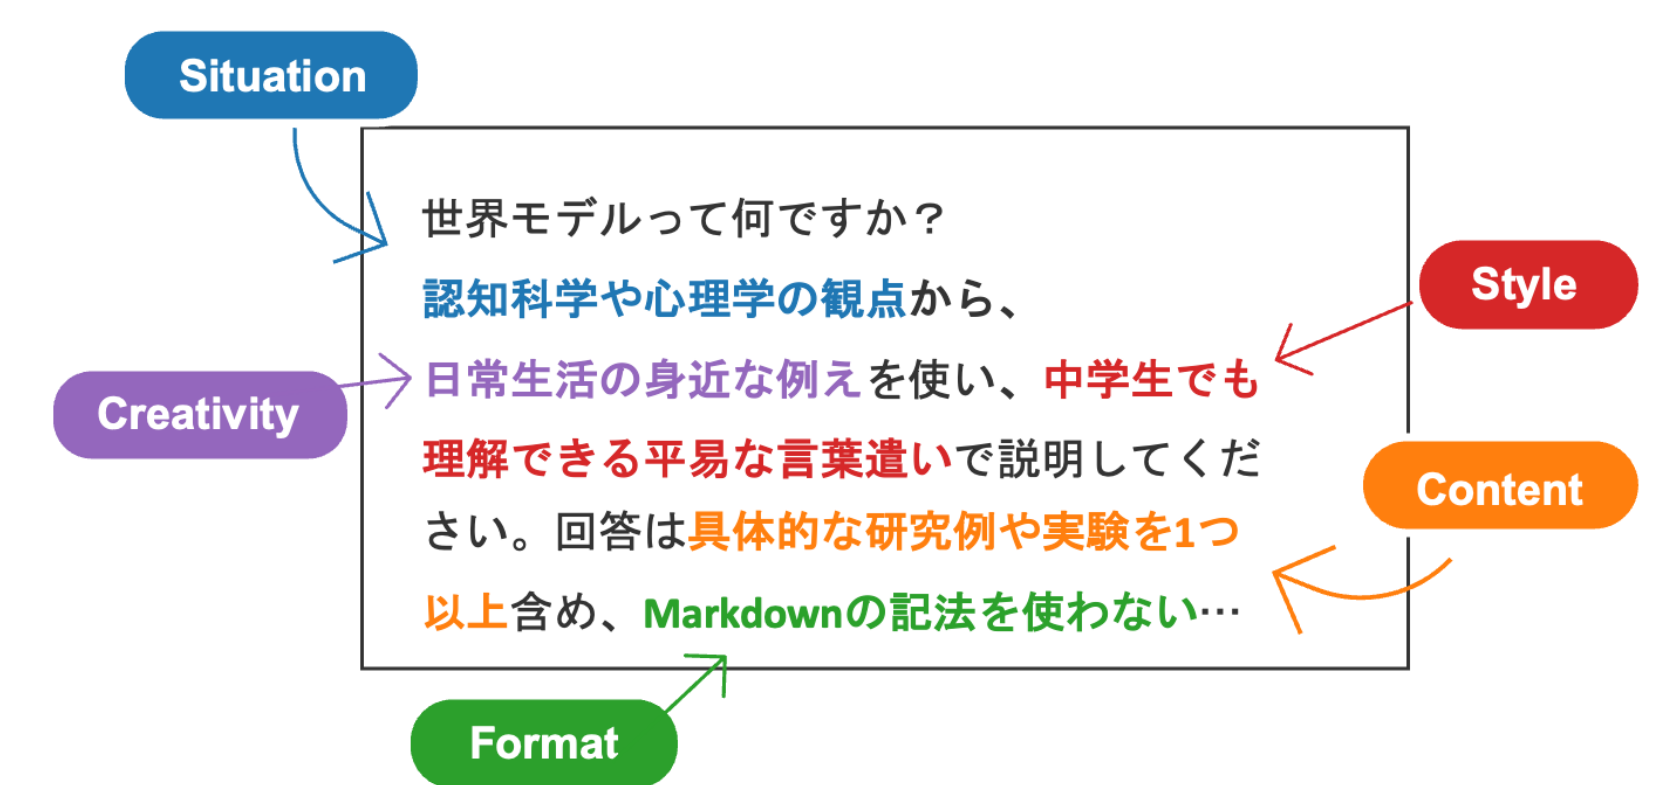 Situation
世界モデルって何ですか？
認知科学や心理学の観点から、
Style
日常生活の身近な例えを使い、中学生でも
Creativity
理解できる平易な言葉遣いで説明してくだ
Content
さい。回答は具体的な研究例や実験を1つ
以上含め、Markdownの記法を使わない…
Format